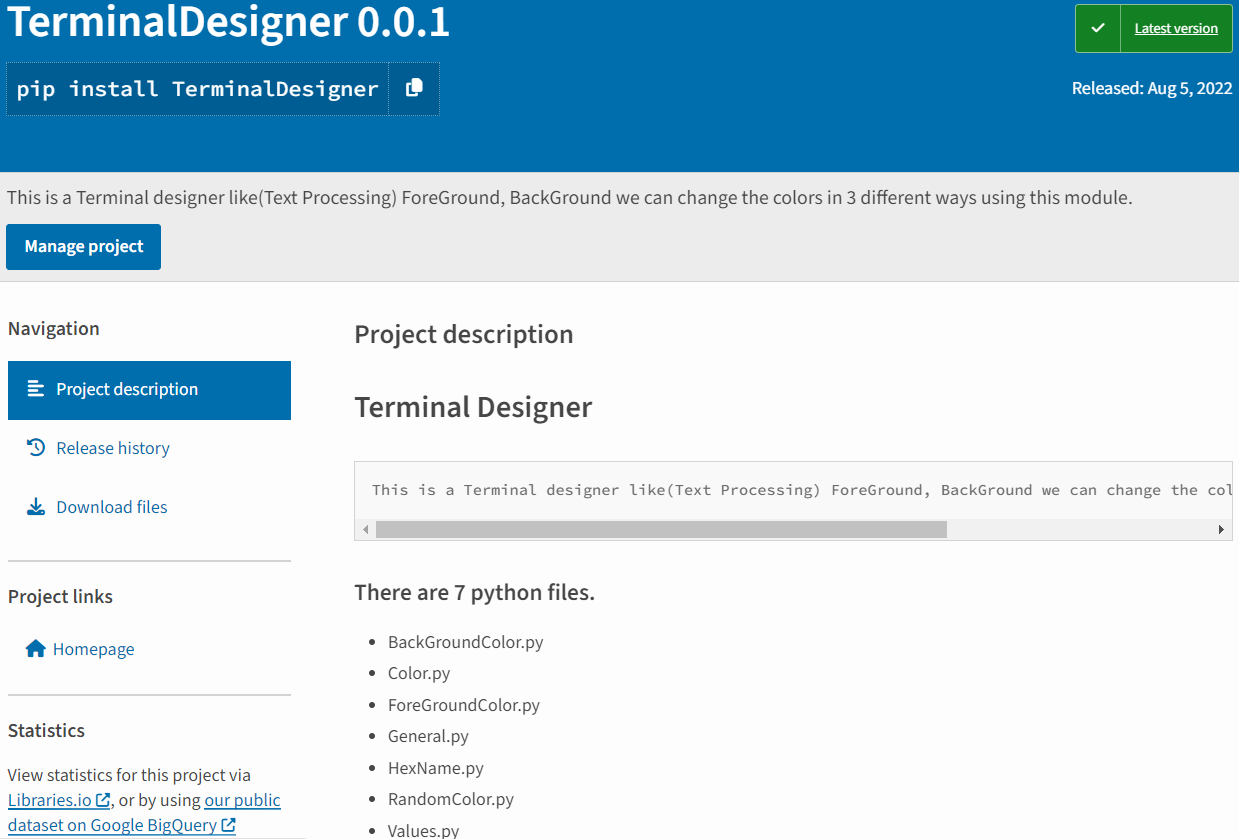 TerminalDesigner 0.0.1
Latest version
pip install TerminalDesigner
Released: Aug 5, 2022
This is a Terminal designer like(Text Processing) ForeGround, BackGround we can change the colors in 3 different ways using this module.
Manage project
Navigation
Project description
Release history
Download files
Project links
Homepage
Statistics
View statistics for this project via
Libraries.io, or by using our public
dataset on Google BigQuery
Project description
Terminal Designer
This is a Terminal designer like(Text Processing) ForeGround, BackGround we can change the col
There are 7 python files.
BackGroundColor.py
Color.py
ForeGroundColor.py
General.py
HexName.py
RandomColor.py
Values.py